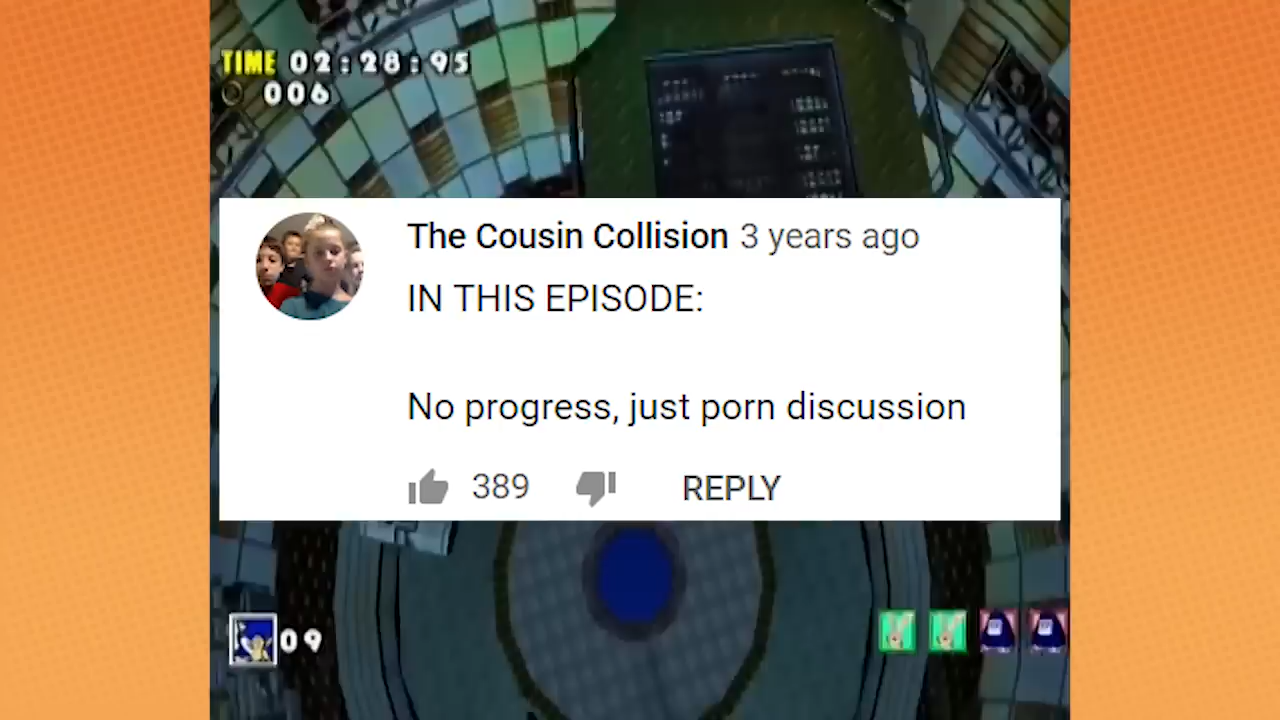 TIME 02:28:95
006
The Cousin Collision 3 years ago
IN THIS EPISODE:
No progress, just porn discussion
389 REPLY
09